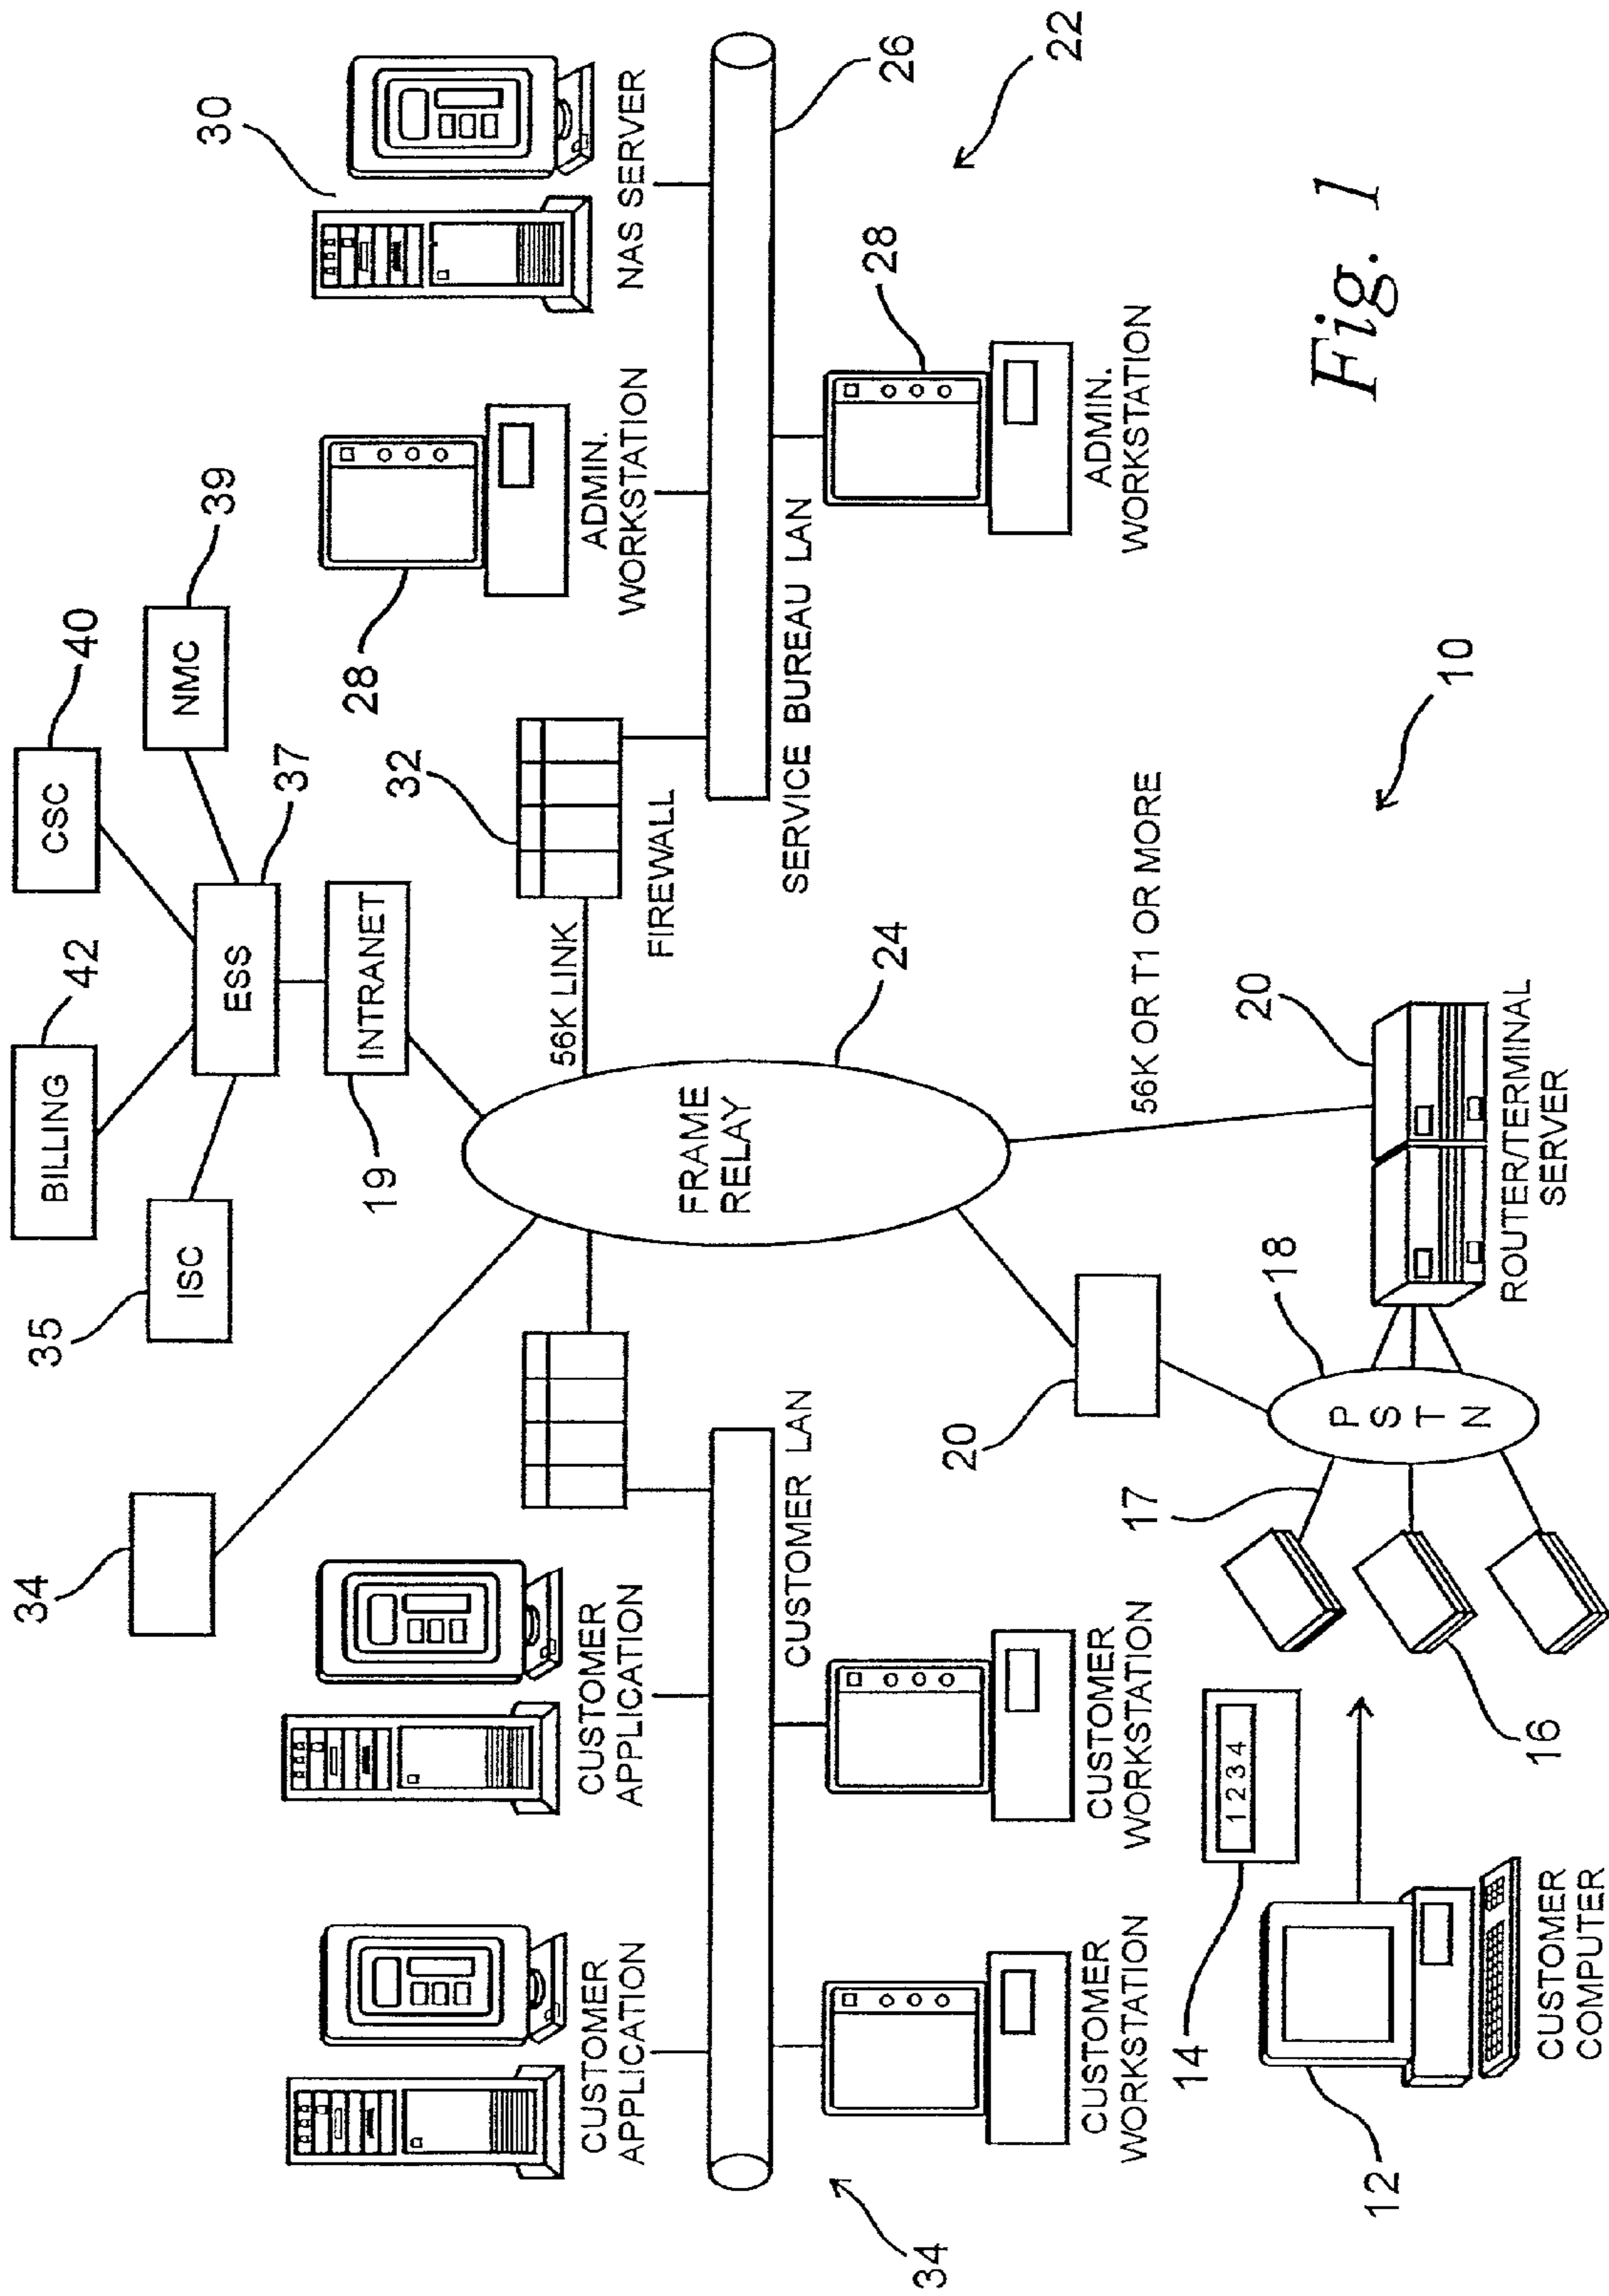 42
BILLING
40
CSC
35
ISC
ESS
37
NMC
39
34
19
INTRANET
30
28
32
56K LINK
FIREWALL
CUSTOMER
APPLICATION
CUSTOMER
APPLICATION
ADMIN.
WORKSTATION
NAS SERVER
FRAME
RELAY
24
CUSTOMER LAN
SERVICE BUREAU LAN
26
28
22
34
CUSTOMER
WORKSTATION
CUSTOMER
WORKSTATION
ADMIN.
WORKSTATION
20
56K OR T1 OR MORE
17
14
1 2 3 4
18
20
10
12
P
S
T
N
CUSTOMER
COMPUTER
16
ROUTER/TERMINAL
SERVER
Fig. 1